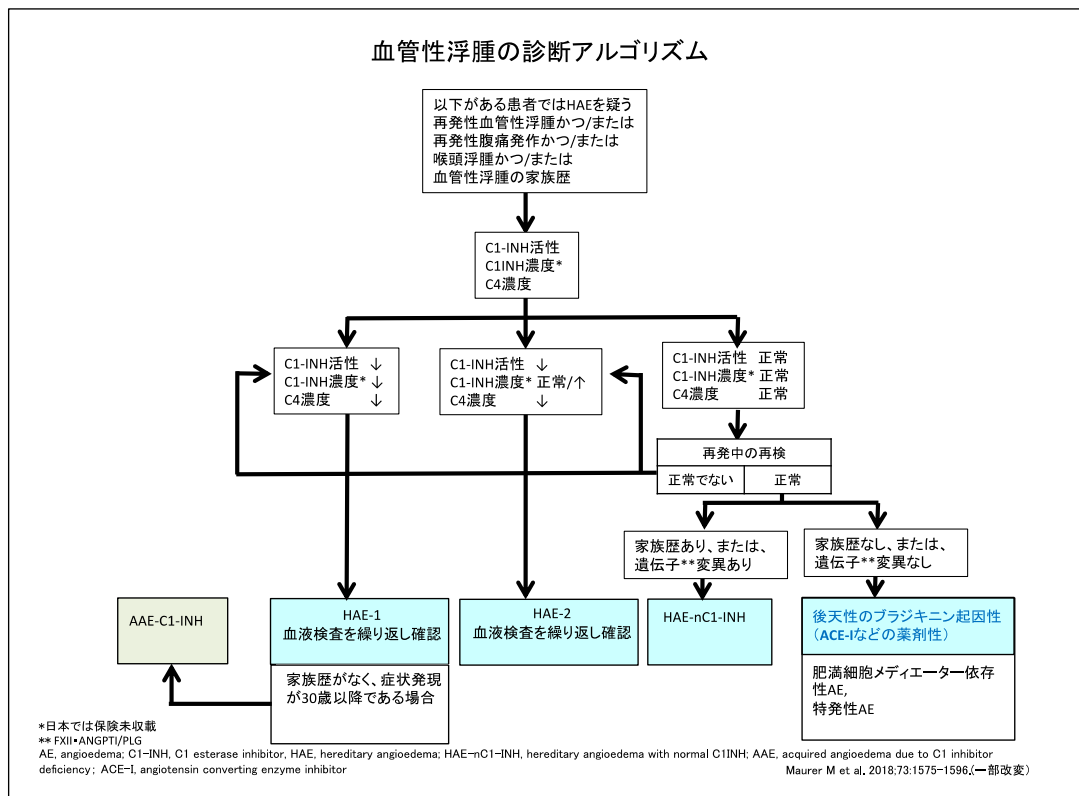 血管性浮腫の診断アルゴリズム
以下がある患者ではHAEを疑う
再発性血管性浮腫かつ/または
再発性腹痛発作かつ/または
喉頭浮腫かつ/または
血管性浮腫の家族歴
C1-INH活性
C1INH濃度*
C4濃度
C1-INH活性 ↓
C1-INH濃度* ↓
C4濃度 ↓
C1-INH活性 ↓
C1-INH濃度* 正常/↑
C4濃度 ↓
C1-INH活性 正常
C1-INH濃度* 正常
C4濃度 正常
再発中の再検
正常でない 正常
家族歴あり、または、
遺伝子**変異あり
家族歴なし、または、
遺伝子**変異なし
AAE-C1-INH
HAE-1
血液検査を繰り返し確認
家族歴がなく、症状発現
が30歳以降である場合
HAE-2
血液検査を繰り返し確認
HAE-nC1-INH
後天性のブラジキニン起因性
(ACE-Iなどの薬剤性)
肥満細胞メディエーター依存
性AE,
特発性AE
*日本では保険未収載
** FXII・ANGPTI/PLG
AE, angioedema; C1-INH, C1 esterase inhibitor, HAE, hereditary angioedema; HAE-nC1-INH, hereditary angioedema with normal C1INH; AAE, acquired angioedema due to C1 inhibitor
deficiency; ACE-I, angiotensin converting enzyme inhibitor
Maurer M et al. 2018;73:1575-1596.(一部改変)